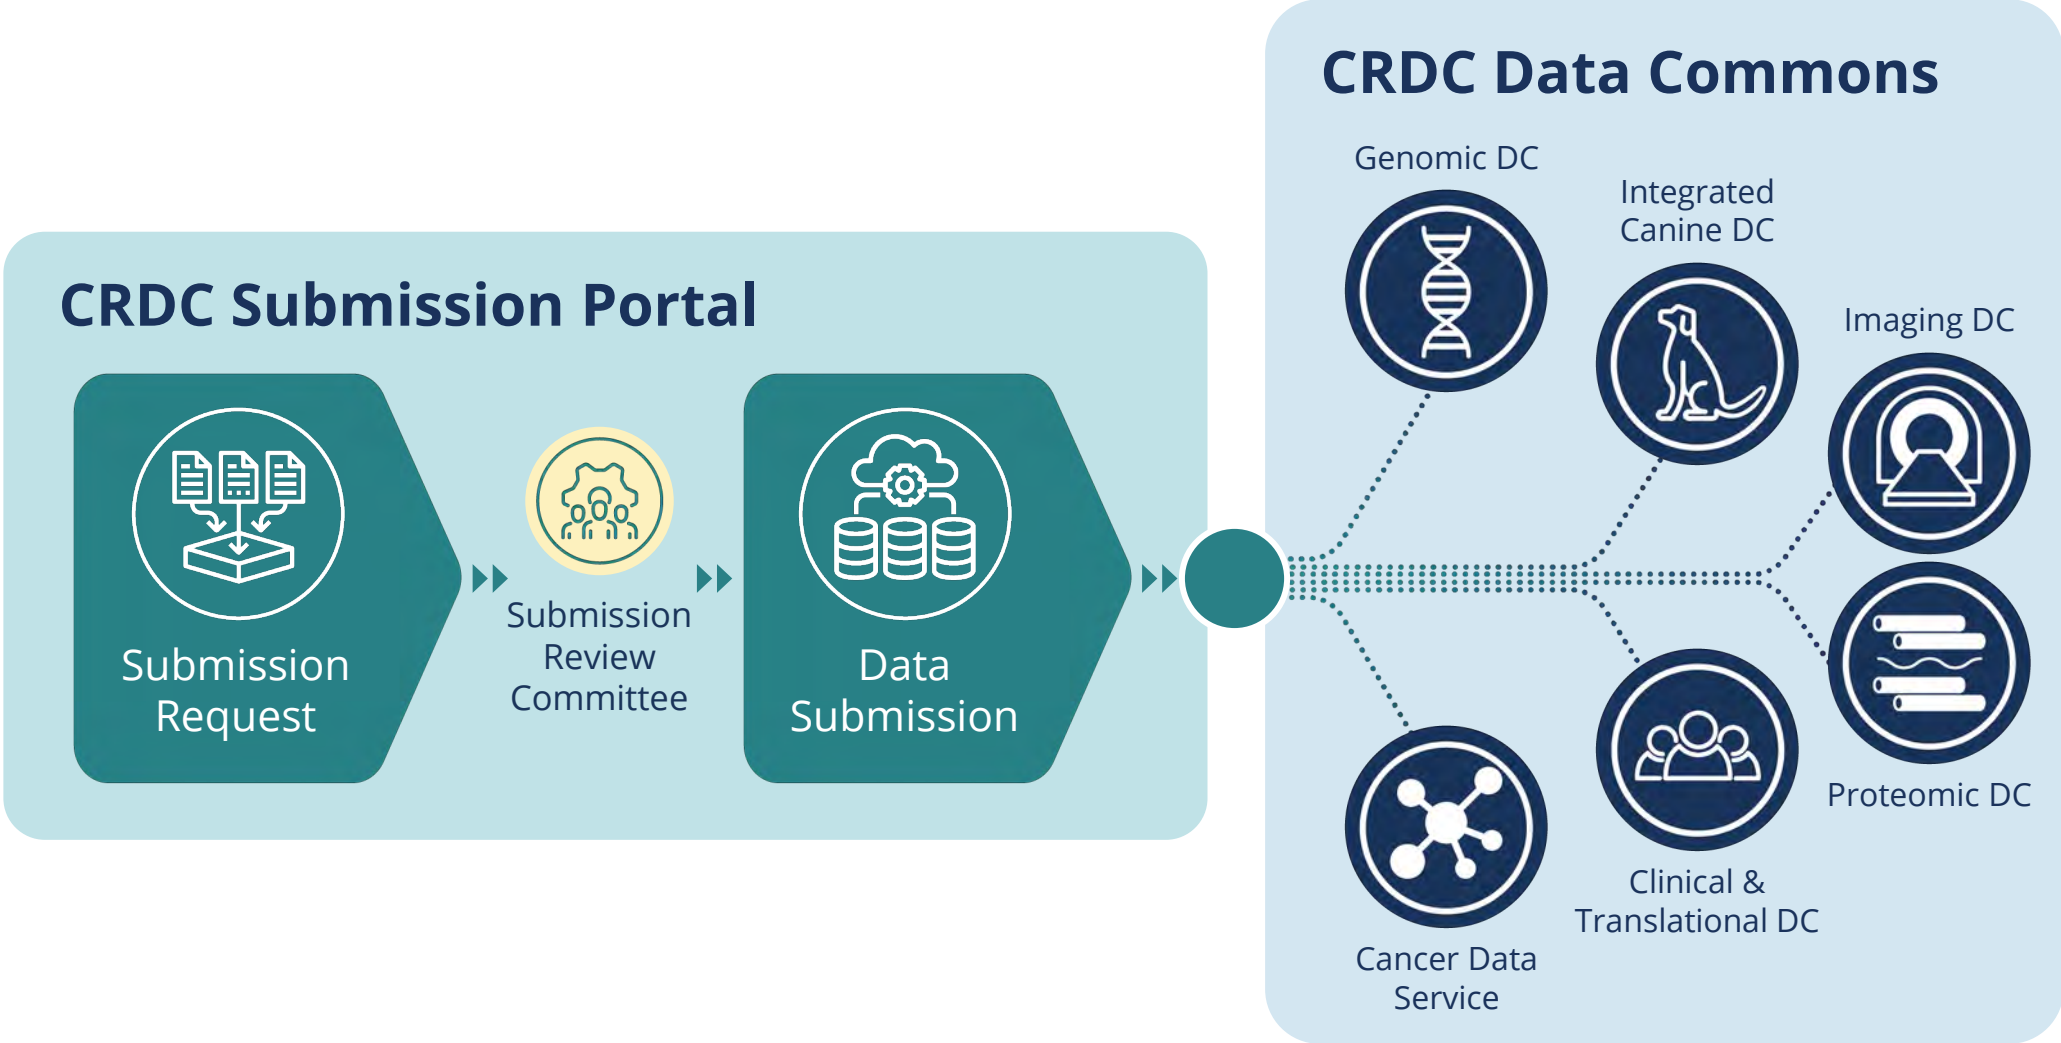 CRDC Submission Portal
Submission
Request
Submission
Review
Committee
Data
Submission
CRDC Data Commons
Genomic DC
Integrated
Canine DC
Imaging DC
Proteomic DC
Clinical &
Translational DC
Cancer Data
Service